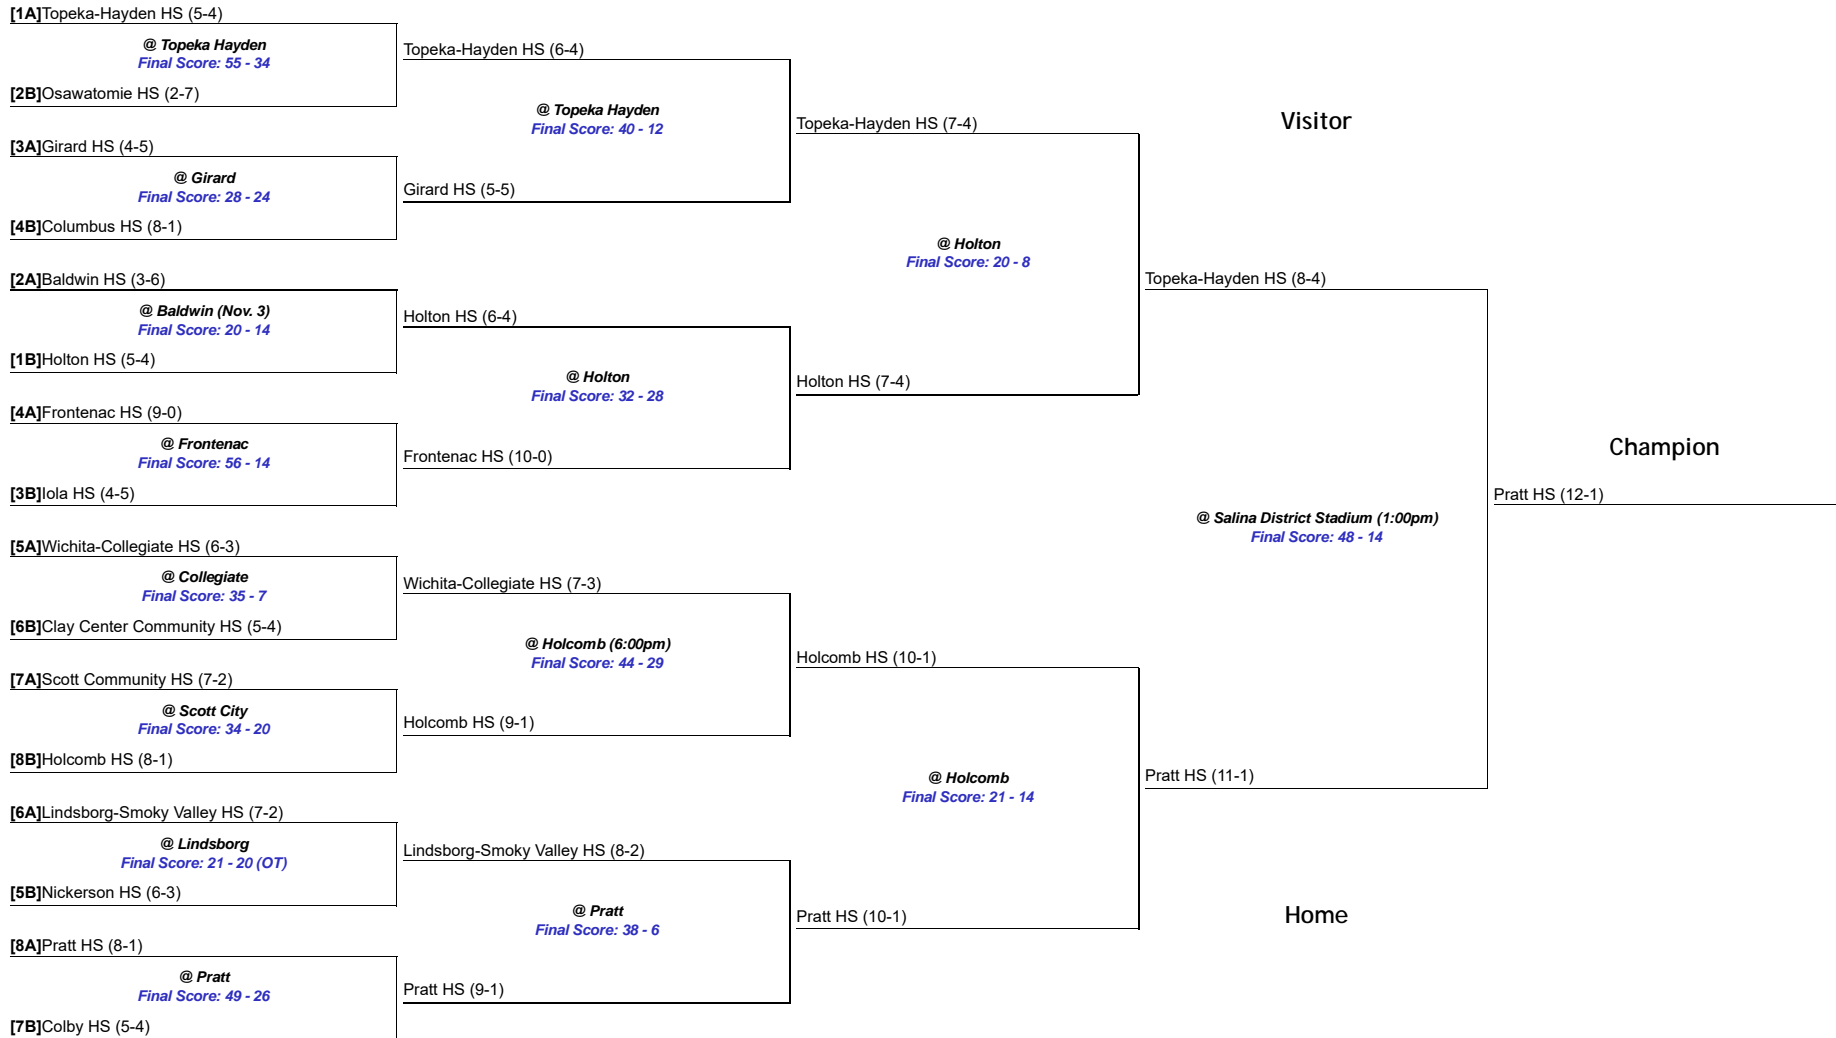 [1A]Topeka-Hayden HS (5-4)
@ Topeka Hayden
Final Score: 55 - 34
[2B]Osawatomie HS (2-7)
[3A]Girard HS (4-5)
@ Girard
Final Score: 28 - 24
[4B]Columbus HS (8-1)
[2A]Baldwin HS (3-6)
@ Baldwin (Nov. 3)
Final Score: 20 - 14
[1B]Holton HS (5-4)
[4A]Frontenac HS (9-0)
@ Frontenac
Final Score: 56 - 14
[3B]Iola HS (4-5)
[5A]Wichita-Collegiate HS (6-3)
@ Collegiate
Final Score: 35 - 7
[6B]Clay Center Community HS (5-4)
[7A]Scott Community HS (7-2)
@ Scott City
Final Score: 34 - 20
[8B]Holcomb HS (8-1)
[6A]Lindsborg-Smoky Valley HS (7-2)
@ Lindsborg
Final Score: 21 - 20 (OT)
[5B]Nickerson HS (6-3)
[8A]Pratt HS (8-1)
@ Pratt
Final Score: 49 - 26
[7B]Colby HS (5-4)
Topeka-Hayden HS (6-4)
@ Topeka Hayden
Final Score: 40 - 12
Girard HS (5-5)
Holton HS (6-4)
@ Holton
Final Score: 32 - 28
Frontenac HS (10-0)
Wichita-Collegiate HS (7-3)
@ Holcomb (6:00pm)
Final Score: 44 - 29
Holcomb HS (9-1)
Lindsborg-Smoky Valley HS (8-2)
@ Pratt
Final Score: 38 - 6
Pratt HS (9-1)
Topeka-Hayden HS (7-4)
@ Holton
Final Score: 20 - 8
Holton HS (7-4)
Holcomb HS (10-1)
@ Holcomb
Final Score: 21 - 14
Pratt HS (10-1)
Visitor
Topeka-Hayden HS (8-4)
@ Salina District Stadium (1:00pm)
Final Score: 48 - 14
Pratt HS (11-1)
Home
Champion
Pratt HS (12-1)